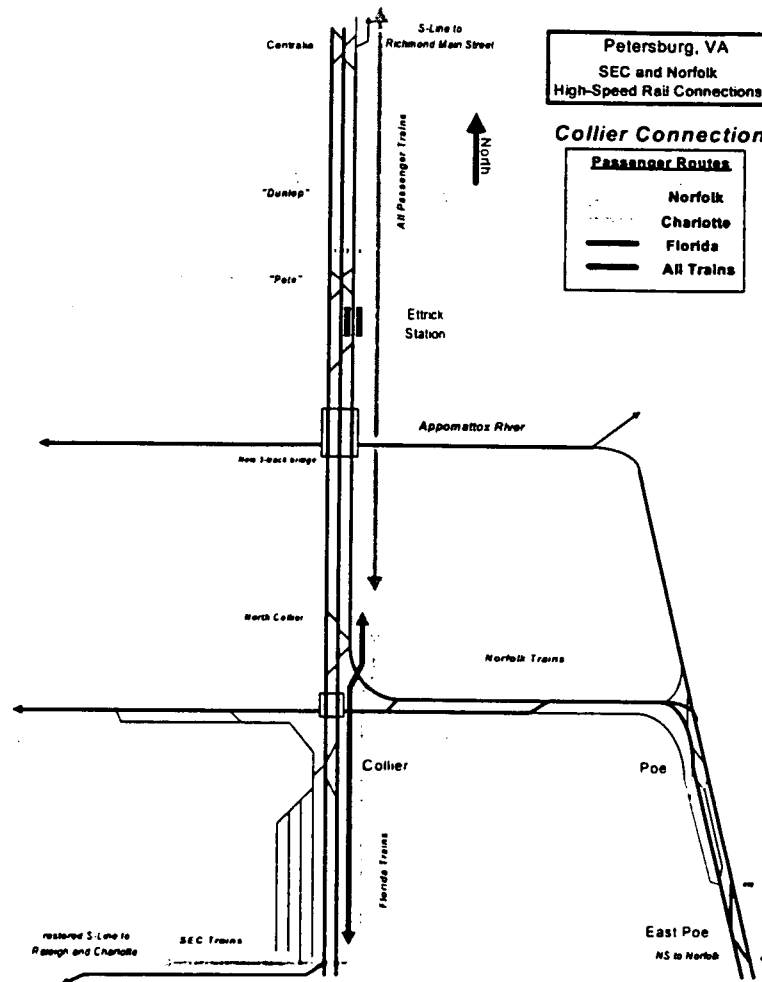 S-Line to
Richmond Main Street
Centralia
Petersburg, VA
SEC and Norfolk
High-Speed Rail Connections
Collier Connection
Passenger Routes
Norfolk
Charlotte
Florida
All Trains
North
All Passenger Trains
"Dunlop"
"Pete"
Ettrick
Station
Appomattox River
New 3-track bridge
North Collier
Norfolk Trains
Collier
Poe
Florida Trains
restored S-Line to
Raleigh and Charlotte
SEC Trains
East Poe
NS to Norfolk